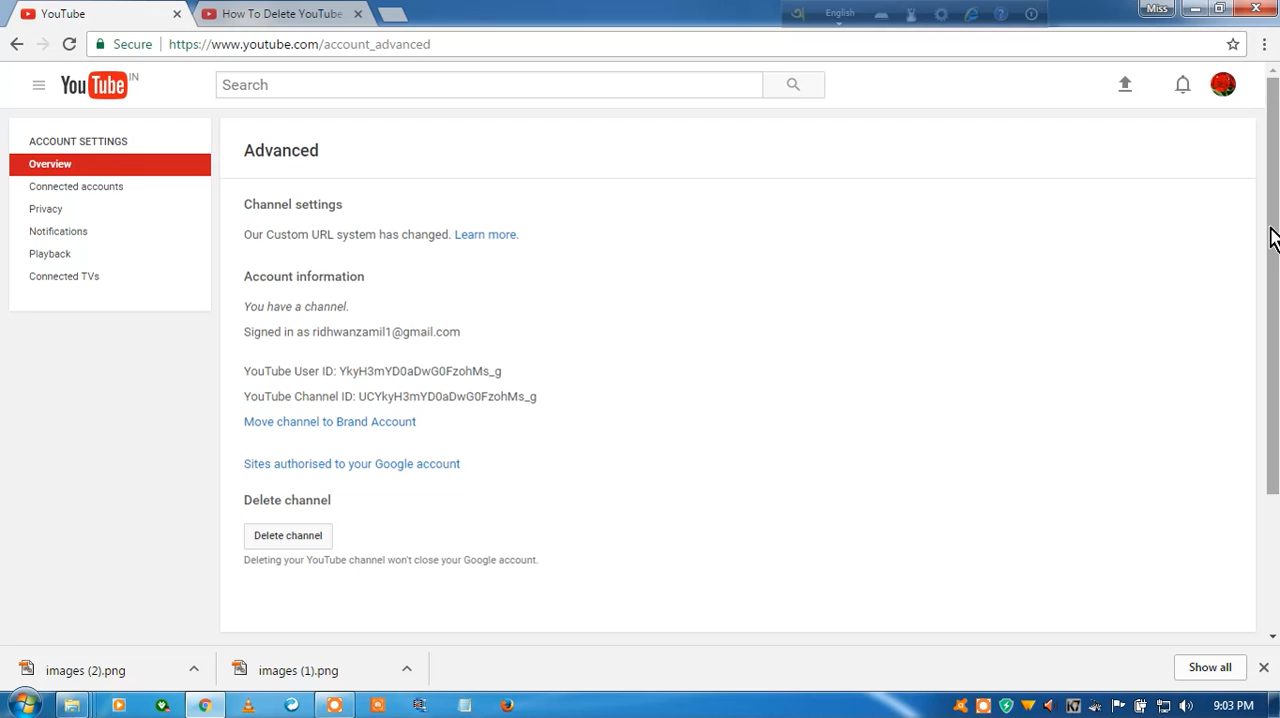 YouTube
How To Delete YouTube
English
Miss
Secure
https://www.youtube.com/account_advanced
YouTube IN
Search
ACCOUNT SETTINGS
Overview
Connected accounts
Privacy
Notifications
Playback
Connected TVs
Advanced
Channel settings
Our Custom URL system has changed. Learn more.
Account information
You have a channel.
Signed in as ridhwanzamil1@gmail.com
YouTube User ID: YkyH3mYD0aDwG0FzohMs_g
YouTube Channel ID: UCYkyH3mYD0aDwG0FzohMs_g
Move channel to Brand Account
Sites authorised to your Google account
Delete channel
Delete channel
Deleting your YouTube channel won't close your Google account.
images (2).png
images (1).png
Show all
9:03 PM